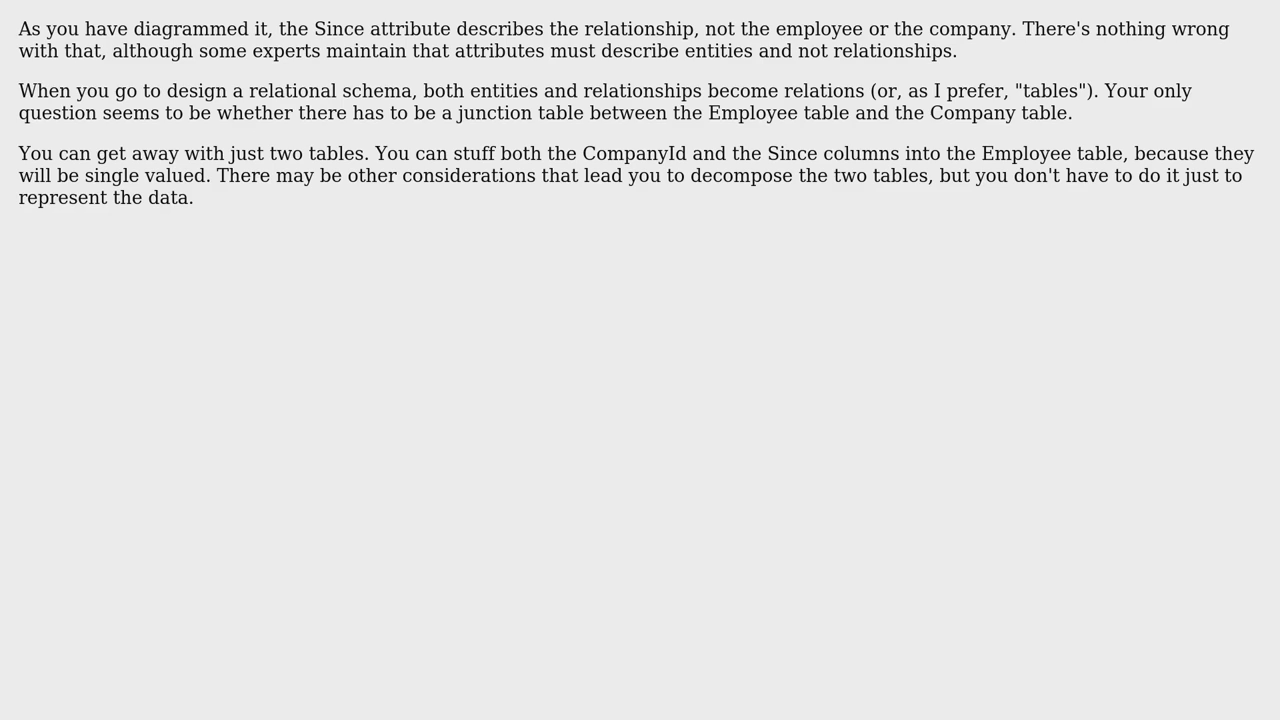 As you have diagrammed it, the Since attribute describes the relationship, not the employee or the company. There's nothing wrong
with that, although some experts maintain that attributes must describe entities and not relationships.
When you go to design a relational schema, both entities and relationships become relations (or, as I prefer, "tables"). Your only
question seems to be whether there has to be a junction table between the Employee table and the Company table.
You can get away with just two tables. You can stuff both the CompanyId and the Since columns into the Employee table, because they
will be single valued. There may be other considerations that lead you to decompose the two tables, but you don't have to do it just to
represent the data.